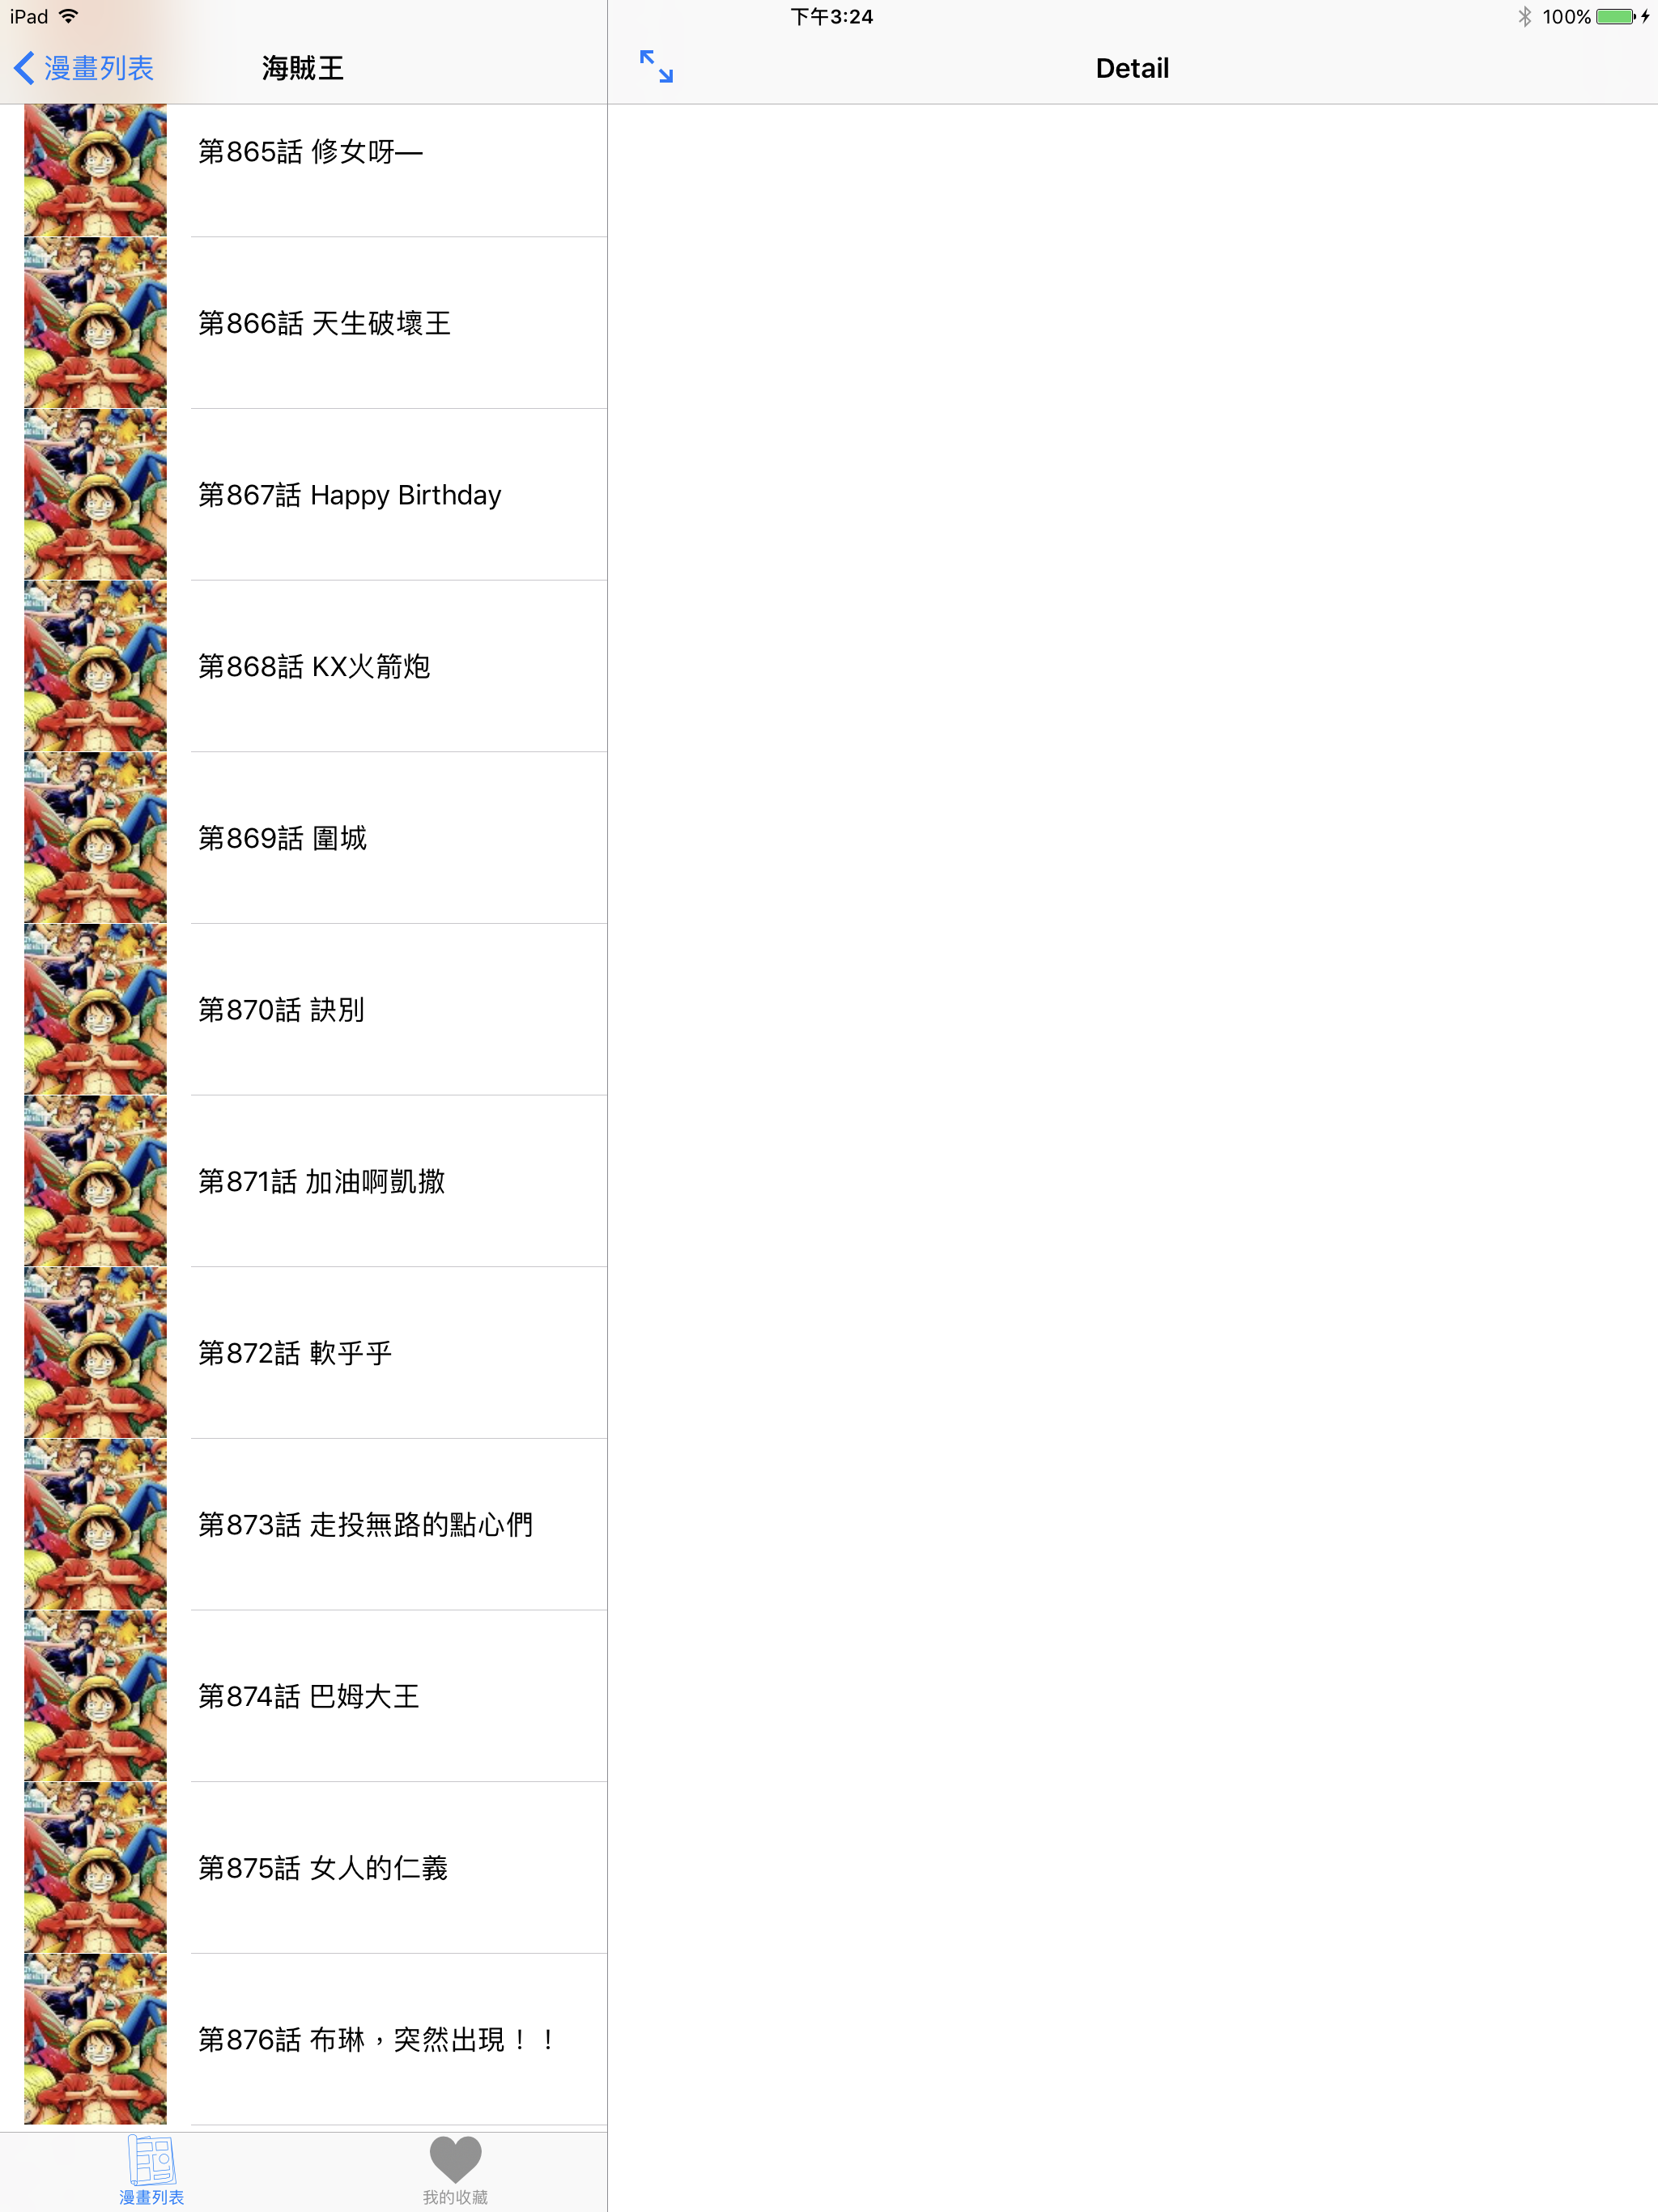 iPad
下午3:24
100%
漫畫列表
海賊王
Detail
第865話 修女呀—
第866話 天生破壞王
第867話 Happy Birthday
第868話 KX火箭炮
第869話 圍城
第870話 訣別
第871話 加油啊凱撒
第872話 軟乎乎
第873話 走投無路的點心們
第874話 巴姆大王
第875話 女人的仁義
第876話 布琳，突然出現！！
漫畫列表
我的收藏